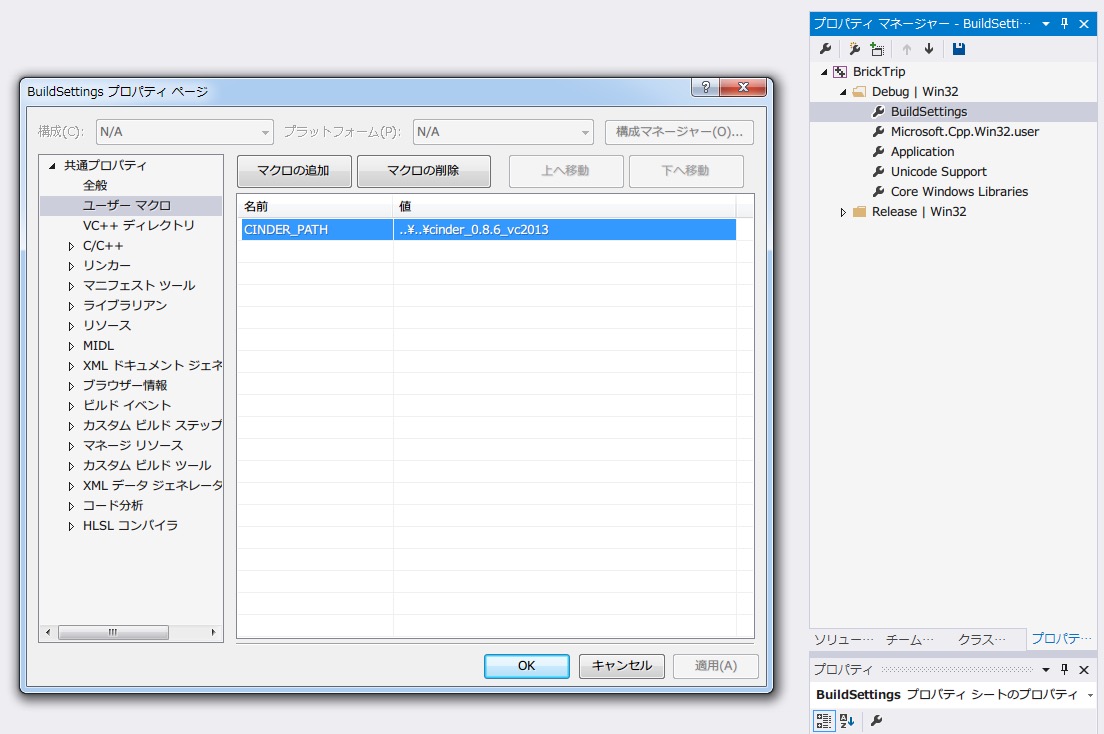 BuildSettings プロパティ ページ
構成(C):
N/A
プラットフォーム(P):
N/A
構成マネージャー(O)...
共通プロパティ
全般
ユーザー マクロ
VC++ ディレクトリ
C/C++
リンカー
マニフェスト ツール
ライブラリアン
リソース
MIDL
XML ドキュメント ジェネ
ブラウザー情報
ビルド イベント
カスタム ビルド ステップ
マネージ リソース
カスタム ビルド ツール
XML データ ジェネレータ
コード分析
HLSL コンパイラ
マクロの追加
マクロの削除
上へ移動
下へ移動
名前
値
CINDER_PATH
..¥..¥cinder_0.8.6_vc2013
OK
キャンセル
適用(A)
プロパティ マネージャー - BuildSetti…
BrickTrip
Debug | Win32
BuildSettings
Microsoft.Cpp.Win32.user
Application
Unicode Support
Core Windows Libraries
Release | Win32
ソリュー…
チーム…
クラス…
プロパテ…
プロパティ
BuildSettings プロパティ シートのプロパティ